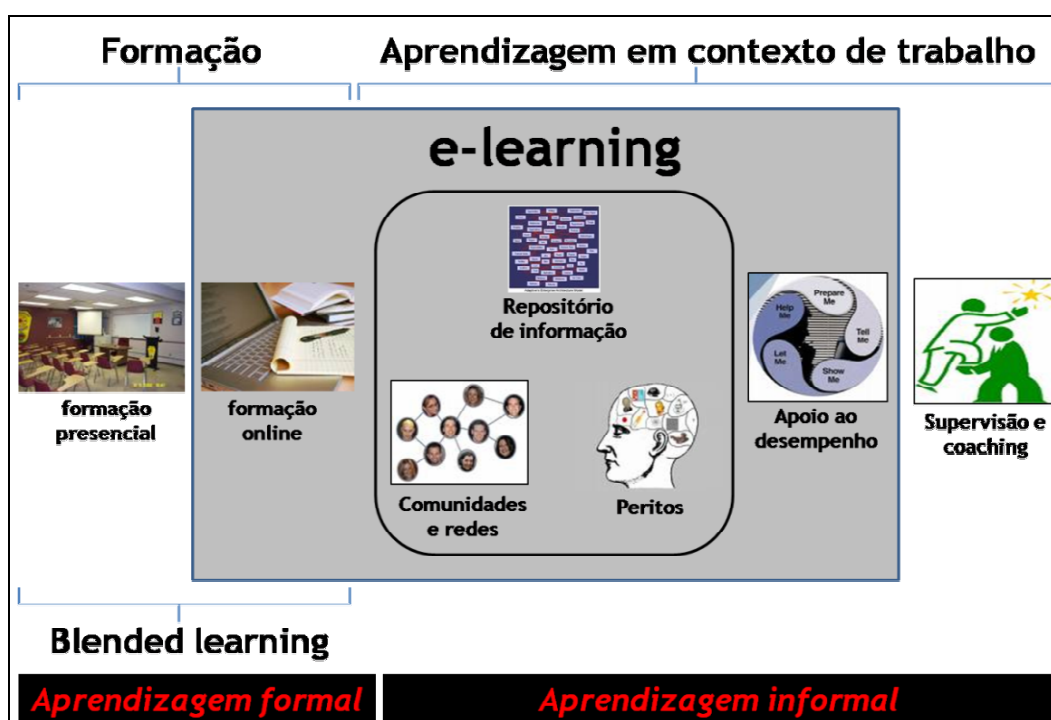 Formação
Aprendizagem em contexto de trabalho
e-learning
Repositório
de informação
formação
presencial
formação
online
Comunidades
e redes
Peritos
Prepare
Me
Tell
Me
Show
Me
Let
Me
Help
Me
Apoio ao
desempenho
Supervisão e
coaching
Blended learning
Aprendizagem formal
Aprendizagem informal